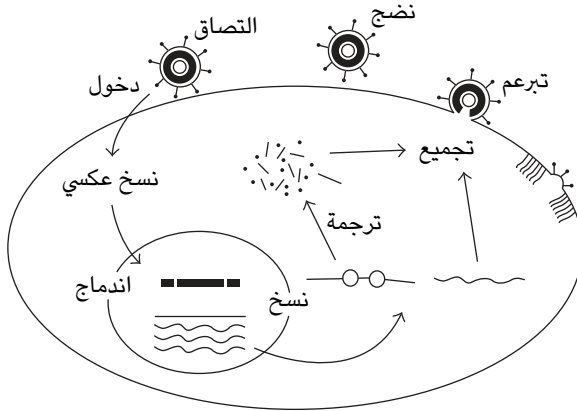 نضج
التصاق
تبرعم
دخول
تجميع
نسخ عكسي
ترجمة
اندماج
نسخ